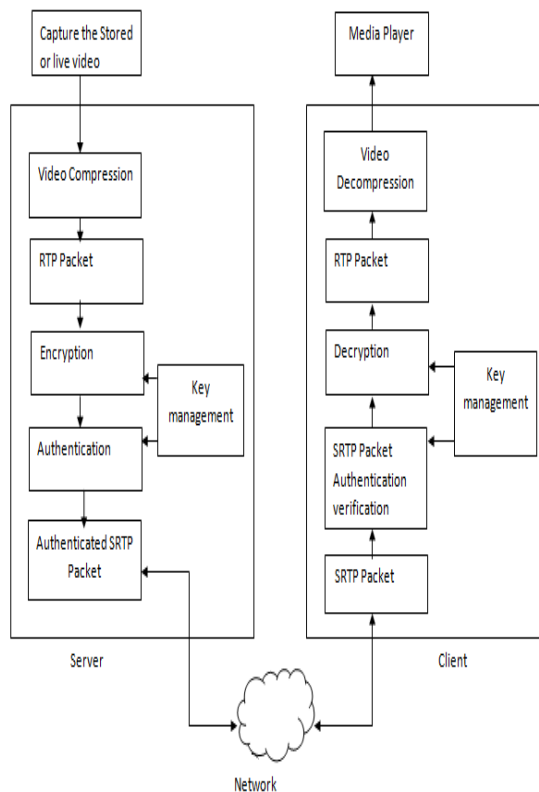 Capture the Stored
or live video
Video Compression
RTP Packet
Encryption
Key
management
Authentication
Authenticated SRTP
Packet
Server
Media Player
Video
Decompression
RTP Packet
Decryption
Key
management
SRTP Packet
Authentication
verification
SRTP Packet
Client
Network